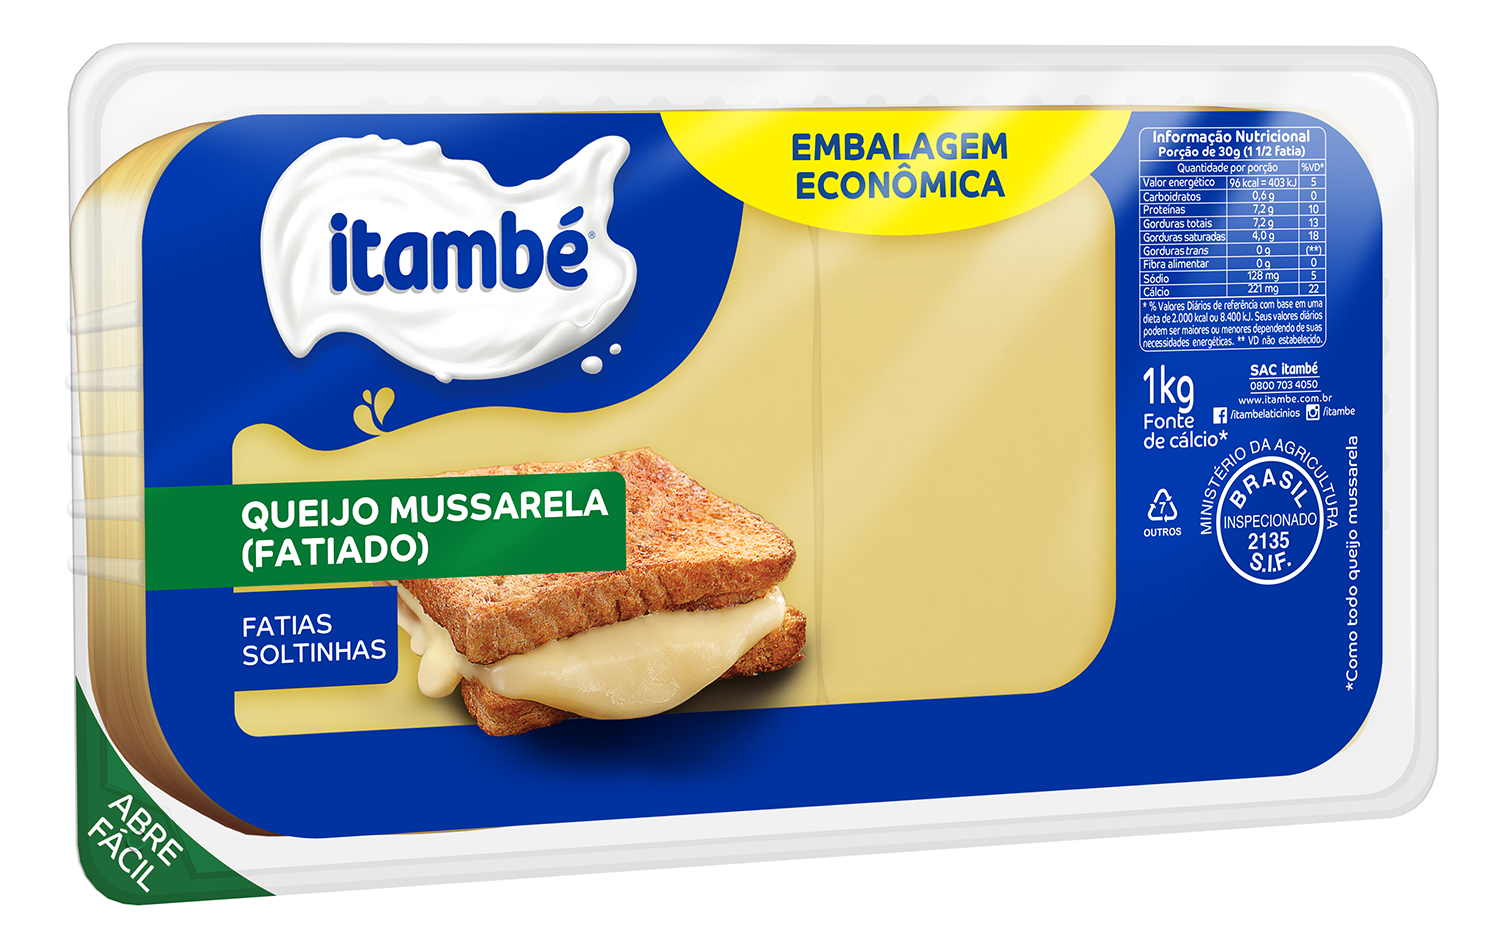 itambé®
EMBALAGEM
ECONÔMICA
QUEIJO MUSSARELA
(FATIADO)
FATIAS
SOLTINHAS
ABRE
FÁCIL
Informação Nutricional
Porção de 30g (1 1/2 fatia)
Quantidade por porção %VD*
Valor energético 96 kcal = 403 kJ 5
Carboidratos 0,6 g 0
Proteínas 7,2 g 10
Gorduras totais 7,2 g 13
Gorduras saturadas 4,0 g 18
Gorduras trans 0 g (**)
Fibra alimentar 0 g 0
Sódio 128 mg 5
Cálcio 221 mg 22
* % Valores Diários de referência com base em uma
dieta de 2.000 kcal ou 8.400 kJ. Seus valores diários
podem ser maiores ou menores dependendo de suas
necessidades energéticas. ** VD não estabelecido.
1kg
Fonte
de cálcio*
SAC itambé
0800 703 4050
www.itambe.com.br
f /itambelaticinios /itambe
7
OUTROS
MINISTÉRIO DA AGRICULTURA
BRASIL
INSPECIONADO
2135
S.I.F.
*Como todo queijo mussarela